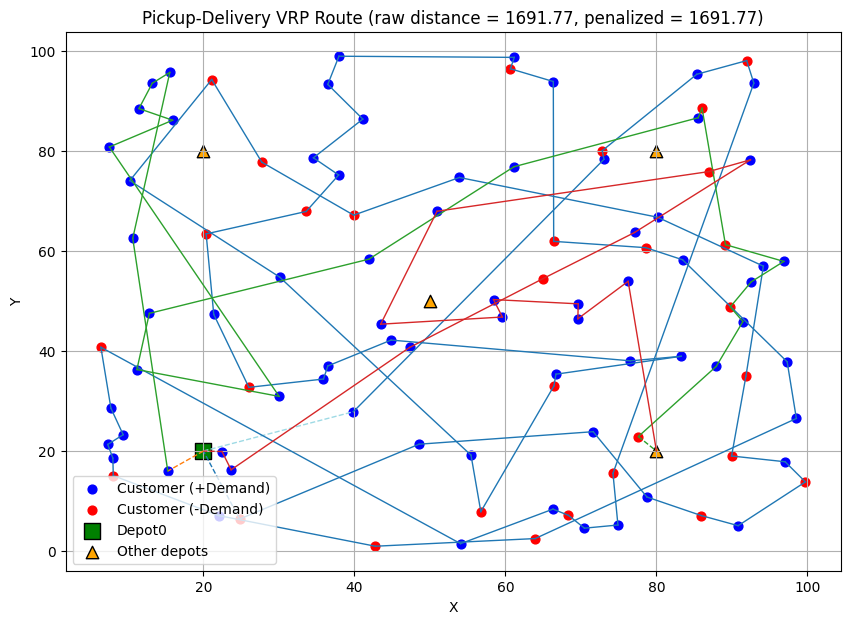 Pickup-Delivery VRP Route (raw distance = 1691.77, penalized = 1691.77)
100
80
60
40
20
0
Y
Customer (+Demand)
Customer (-Demand)
Depot0
Other depots
20
40
60
80
100
X